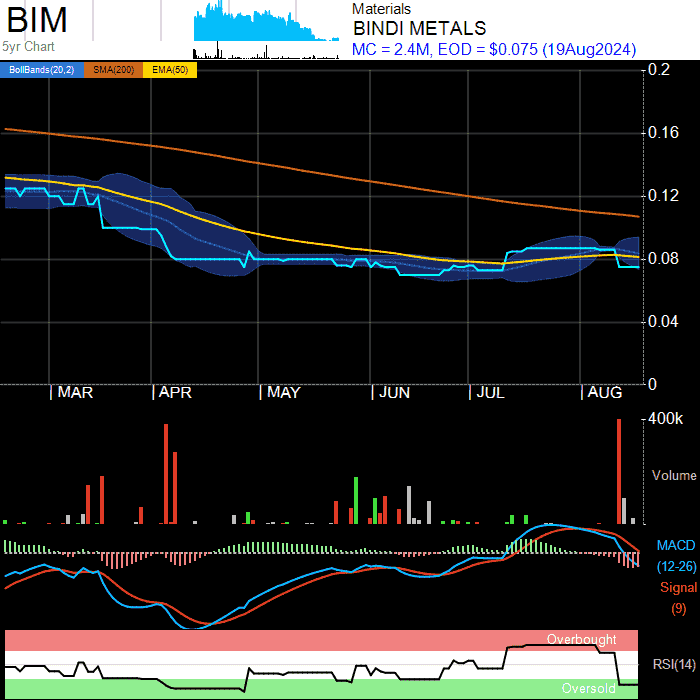 BIM
5yr Chart
Materials
BINDI METALS
MC = 2.4M, EOD = $0.075 (19Aug2024)
BollBands(20,2) SMA(200) EMA(50)
0.2
0.16
0.12
0.08
0.04
0
MAR APR MAY JUN JUL AUG
400k
Volume
MACD
(12-26)
Signal
(9)
Overbought
RSI(14)
Oversold